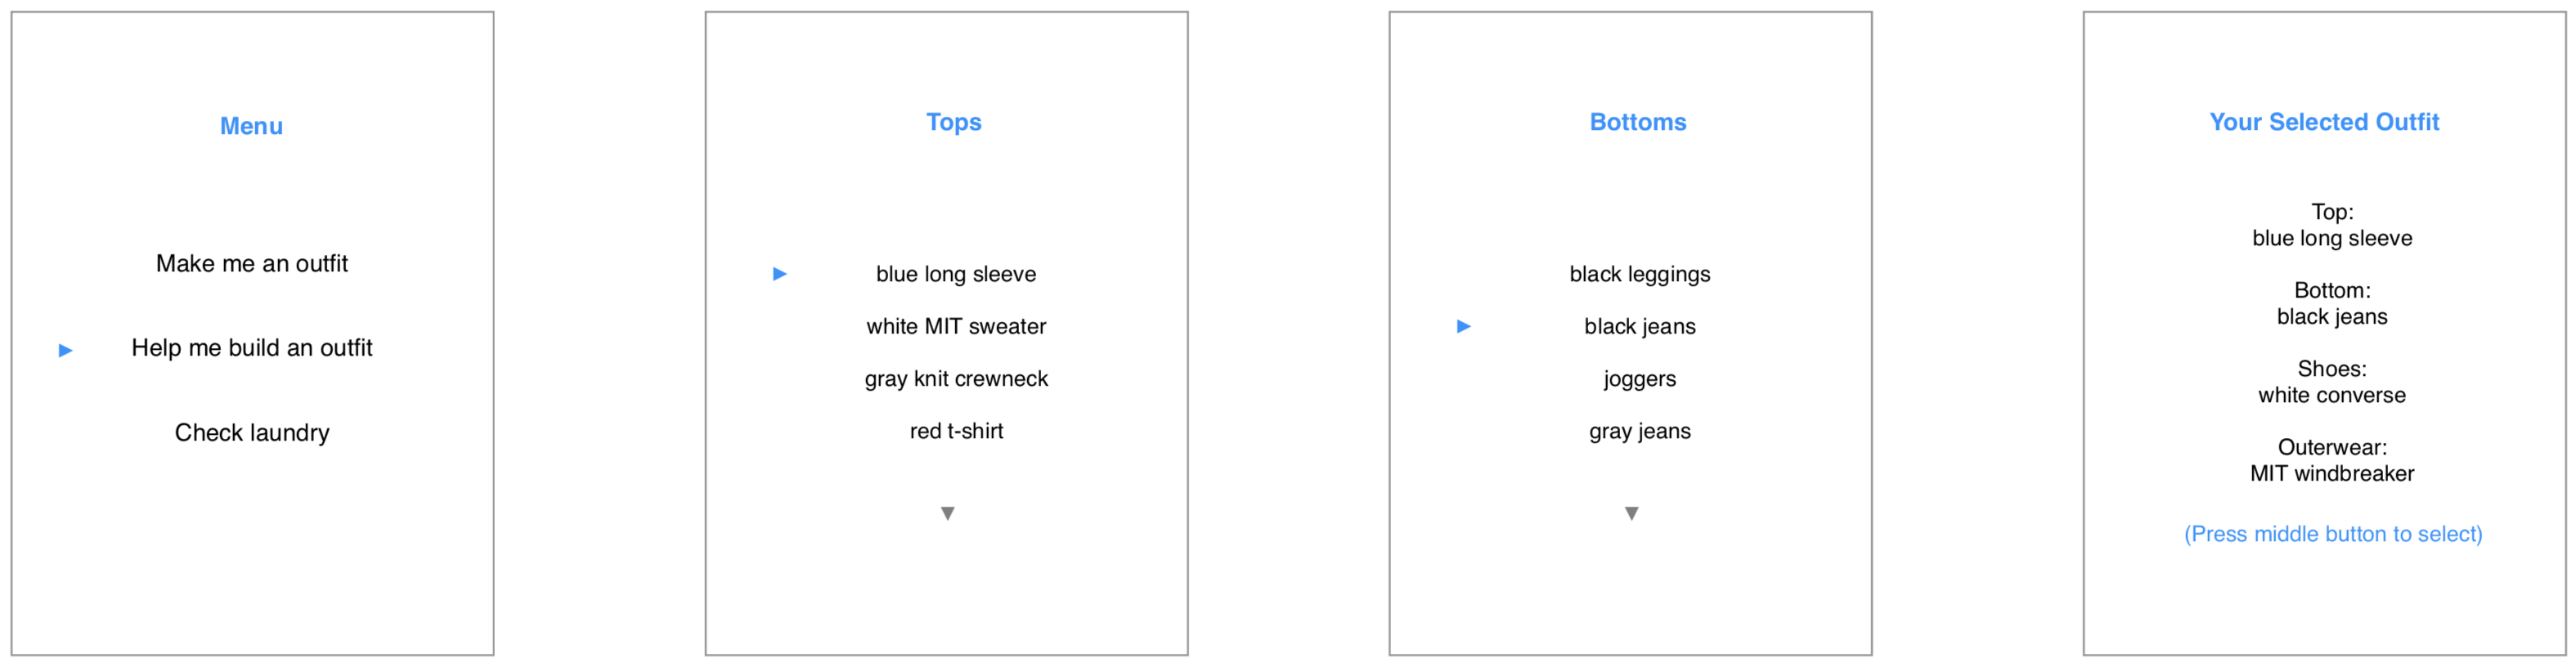 Menu
Make me an outfit
Help me build an outfit
Check laundry
Tops
blue long sleeve
white MIT sweater
gray knit crewneck
red t-shirt
Bottoms
black leggings
black jeans
joggers
gray jeans
Your Selected Outfit
Top:
blue long sleeve
Bottom:
black jeans
Shoes:
white converse
Outerwear:
MIT windbreaker
(Press middle button to select)